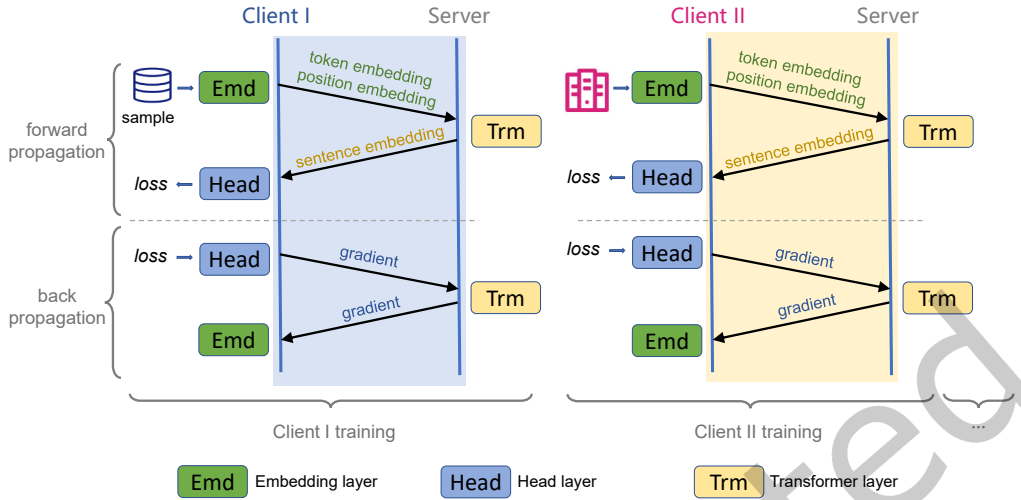 Client I
Server
Client II
Server
forward
propagation
sample
Emd
token embedding
position embedding
Trm
sentence embedding
loss
Head
Emd
token embedding
position embedding
Trm
sentence embedding
loss
Head
back
propagation
loss
Head
gradient
Trm
gradient
Emd
loss
Head
gradient
Trm
gradient
Emd
Client I training
Client II training
...
Emd Embedding layer
Head Head layer
Trm Transformer layer
red